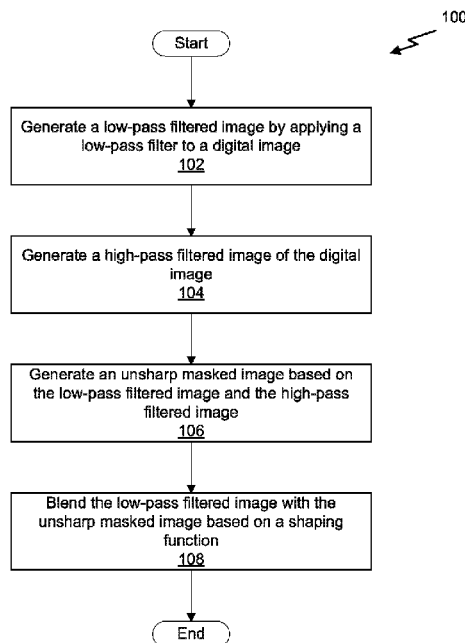 100
Start
Generate a low-pass filtered image by applying a
low-pass filter to a digital image
102
Generate a high-pass filtered image of the digital
image
104
Generate an unsharp masked image based on
the low-pass filtered image and the high-pass
filtered image
106
Blend the low-pass filtered image with the
unsharp masked image based on a shaping
function
108
End